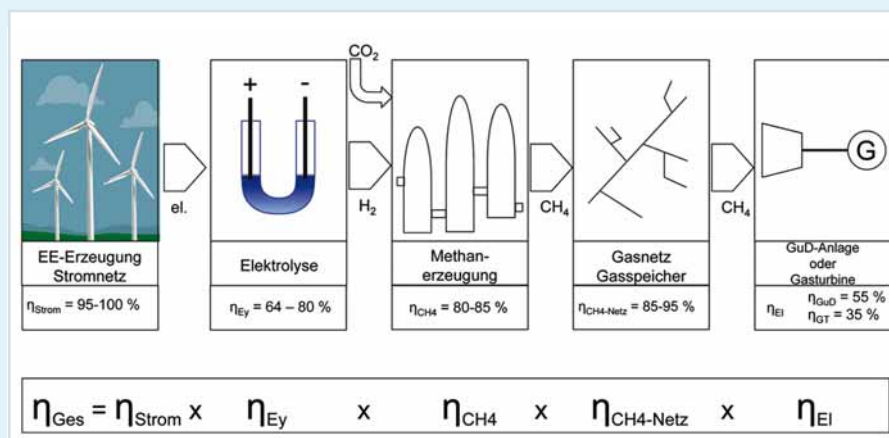 CO₂
+ -
G
el.
H₂
CH₄
CH₄
EE-Erzeugung
Stromnetz
Elektrolyse
Methan-
erzeugung
Gasnetz
Gasspeicher
GuD-Anlage
oder
Gasturbine
ηStrom = 95-100 %
ηEy = 64 – 80 %
ηCH4 = 80-85 %
ηCH4-Netz = 85-95 %
ηEl
ηGuD = 55 %
ηGT = 35 %
ηGes = ηStrom x ηEy x ηCH4 x ηCH4-Netz x ηEl